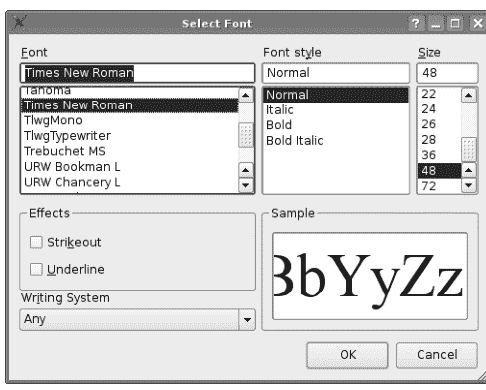 Select Font
Font
Font style
Size
Times New Roman
Normal
48
Tahoma
Times New Roman
TlwgMono
TlwgTypewriter
Trebuchet MS
URW Bookman L
URW Chancery L
Normal
Italic
Bold
Bold Italic
22
24
26
28
36
48
72
Effects
Strikeout
Underline
Sample
BbYyZz
Writing System
Any
OK
Cancel